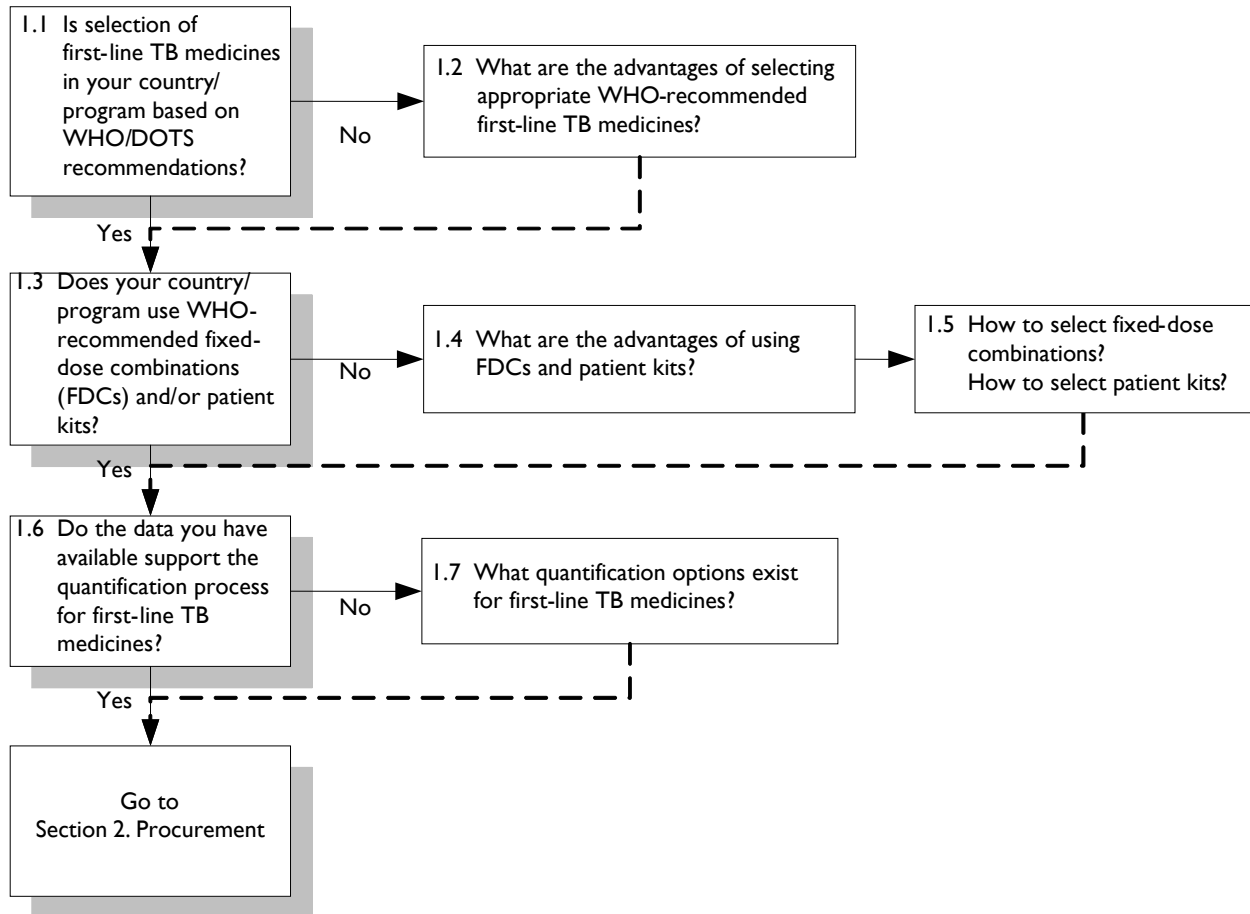 1.1 Is selection of
first-line TB medicines
in your country/
program based on
WHO/DOTS
recommendations?
No
1.2 What are the advantages of selecting
appropriate WHO-recommended
first-line TB medicines?
Yes
1.3 Does your country/
program use WHO-
recommended fixed-
dose combinations
(FDCs) and/or patient
kits?
No
1.4 What are the advantages of using
FDCs and patient kits?
1.5 How to select fixed-dose
combinations?
How to select patient kits?
Yes
1.6 Do the data you have
available support the
quantification process
for first-line TB
medicines?
No
1.7 What quantification options exist
for first-line TB medicines?
Yes
Go to
Section 2. Procurement